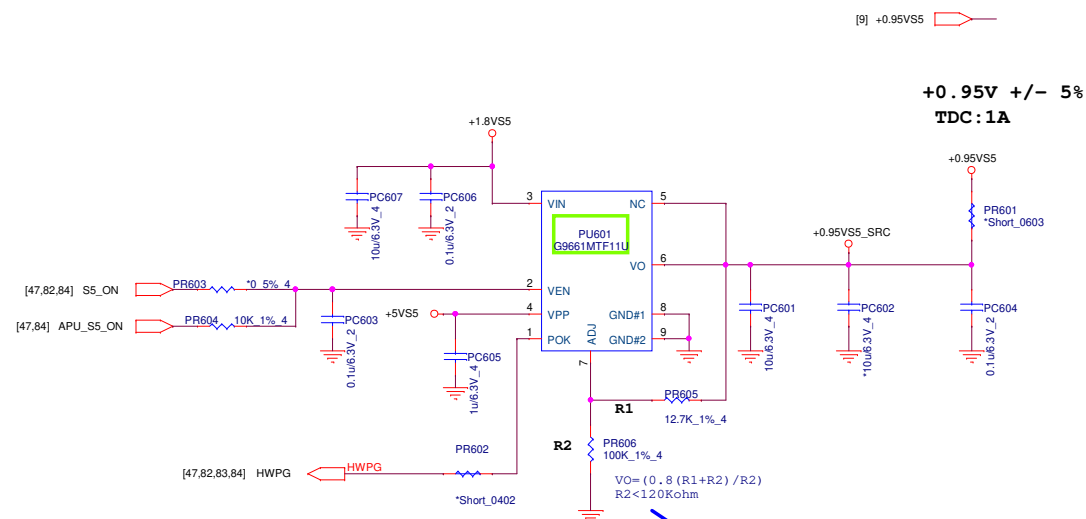 [9] +0.95VS5
+0.95V +/- 5%
TDC:1A
+1.8VS5
+0.95VS5
PC607
10u/6.3V_4
PC606
0.1u/6.3V_2
3 VIN
NC 5
PU601
G9661MTF11U
PR601
*Short_0603
+0.95VS5_SRC
VO 6
[47,82,84] S5_ON
PR603
*0_5%_4
2 VEN
[47,84] APU_S5_ON
PR604
10K_1%_4
PC603
0.1u/6.3V_2
+5VS5
4 VPP
GND#1 8
1 POK
GND#2 9
ADJ
7
PC605
1u/6.3V_4
PC601
10u/6.3V_4
PC602
*10u/6.3V_4
PC604
0.1u/6.3V_2
R1
PR605
12.7K_1%_4
R2
PR606
100K_1%_4
PR602
*Short_0402
[47,82,83,84] HWPG
HWPG
VO=(0.8(R1+R2)/R2)
R2<120Kohm